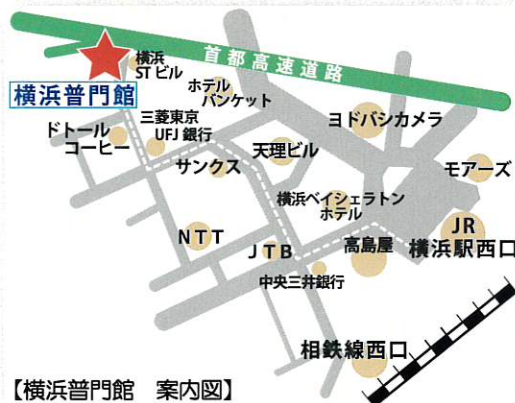 首都高速道路
横浜
STビル
横浜普門館
ホテル
バンケット
三菱東京
UFJ銀行
ドトール
コーヒー
サンクス
天理ビル
ヨドバシカメラ
モアーズ
横浜ベイシェラトン
ホテル
NTT
JTB
高島屋
JR
横浜駅西口
中央三井銀行
相鉄線西口
【横浜普門館 案内図】